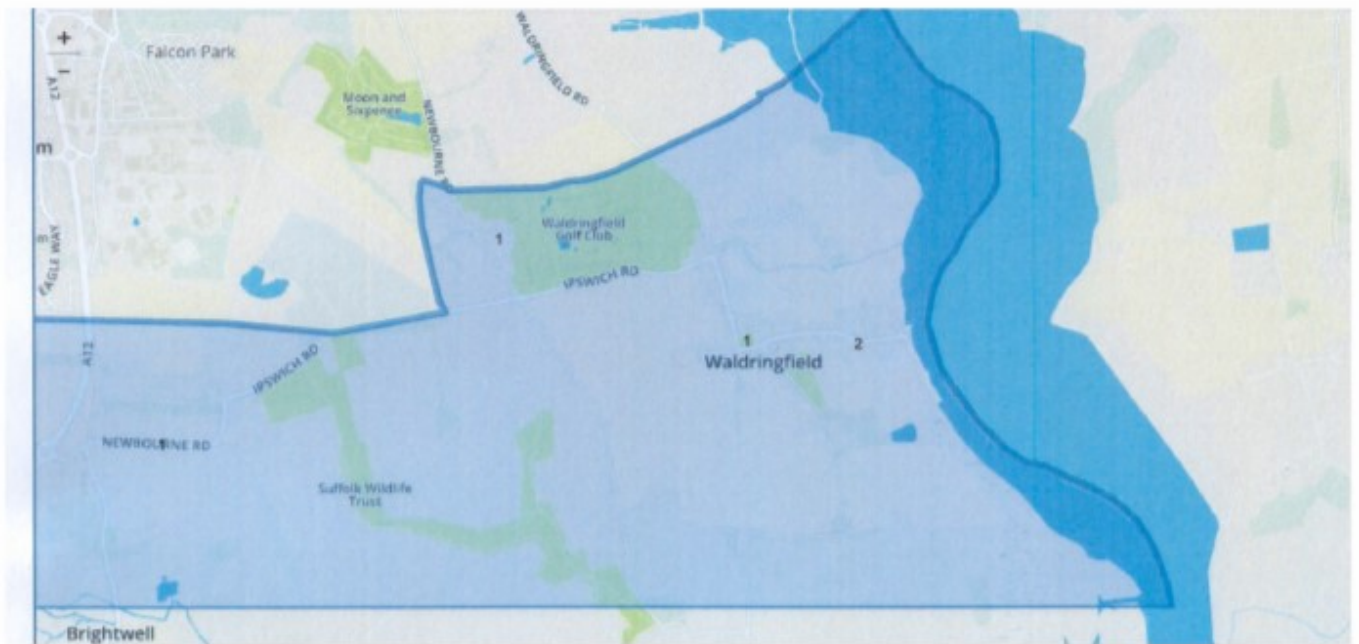 +
-
Falcon Park
A12
WALDRINGFIELD RD
Moon and
Sixpence
NEWBOURNE
m
m
EAGLE WAY
1
Waldringfield
Golf Club
IPSWICH RD
A12
1
2
Waldringfield
IPSWICH RD
NEWBOURNE RD
1
Suffolk Wildlife
Trust
Brightwell